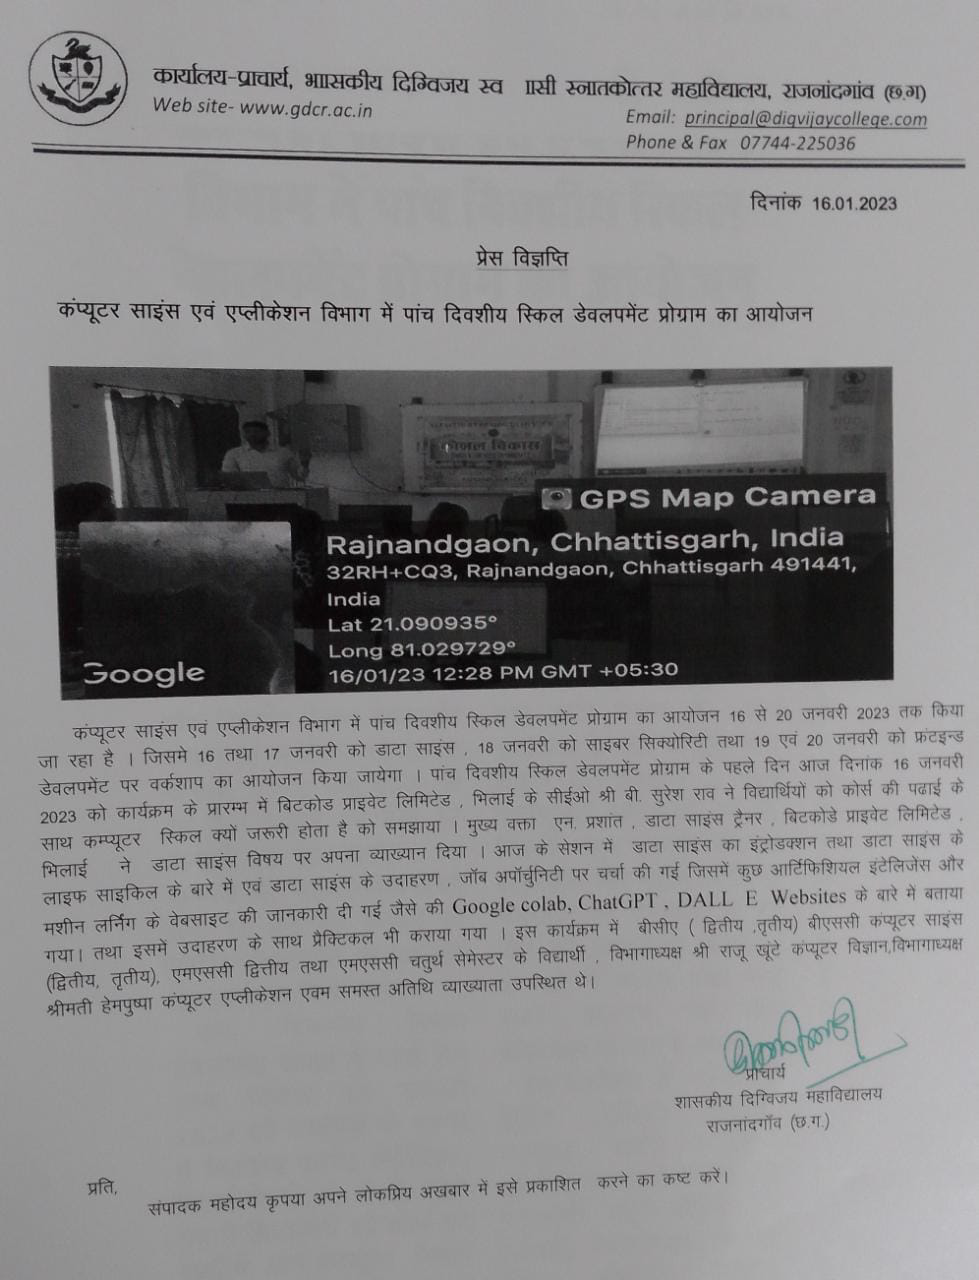 कार्यालय-प्राचार्य, भाासकीय दिग्विजय स्व ाासी स्नातकोत्तर महाविद्यालय, राजनांदगांव (छ.ग)
Web site- www.gdcr.ac.in
Email: principal@digvijaycollege.com
Phone & Fax 07744-225036
दिनांक 16.01.2023
प्रेस विज्ञप्ति
कंप्यूटर साइंस एवं एप्लीकेशन विभाग में पांच दिवशीय स्किल डेवलपमेंट प्रोग्राम का आयोजन
कौशल विकास
GPS Map Camera
Rajnandgaon, Chhattisgarh, India
32RH+CQ3, Rajnandgaon, Chhattisgarh 491441,
India
Lat 21.090935°
Long 81.029729°
16/01/23 12:28 PM GMT +05:30
Google
कंप्यूटर साइंस एवं एप्लीकेशन विभाग में पांच दिवशीय स्किल डेवलपमेंट प्रोग्राम का आयोजन 16 से 20 जनवरी 2023 तक किया
जा रहा है । जिसमे 16 तथा 17 जनवरी को डाटा साइंस , 18 जनवरी को साइबर सिक्योरिटी तथा 19 एवं 20 जनवरी को फ्रंटइन्ड
डेवलपमेंट पर वर्कशाप का आयोजन किया जायेगा । पांच दिवशीय स्किल डेवलपमेंट प्रोग्राम के पहले दिन आज दिनांक 16 जनवरी
2023 को कार्यक्रम के प्रारम्भ में बिटकोड प्राइवेट लिमिटेड , भिलाई के सीईओ श्री बी. सुरेश राव ने विद्यार्थियों को कोर्स की पढाई के
साथ कम्प्यूटर स्किल क्यों जरूरी होता है को समझाया । मुख्य वक्ता एन. प्रशांत , डाटा साइंस ट्रैनर , बिटकोडे प्राइवेट लिमिटेड ,
भिलाई ने डाटा साइंस विषय पर अपना व्याख्यान दिया । आज के सेशन में डाटा साइंस का इंट्रोडक्शन तथा डाटा साइंस के
लाइफ साइकिल के बारे में एवं डाटा साइंस के उदाहरण , जॉब अपॉर्चुनिटी पर चर्चा की गई जिसमें कुछ आर्टिफिशियल इंटेलिजेंस और
मशीन लर्निंग के वेबसाइट की जानकारी दी गई जैसे की Google colab, ChatGPT , DALL E Websites के बारे में बताया
गया। तथा इसमें उदाहरण के साथ प्रैक्टिकल भी कराया गया । इस कार्यक्रम में बीसीए ( द्वितीय ,तृतीय) बीएससी कंप्यूटर साइंस
(द्वितीय, तृतीय), एमएससी द्वित्तीय तथा एमएससी चतुर्थ सेमेस्टर के विद्यार्थी , विभागाध्यक्ष श्री राजू खूंटे कंप्यूटर विज्ञान,विभागाध्यक्ष
श्रीमती हेमपुष्पा कंप्यूटर एप्लीकेशन एवम समस्त अतिथि व्याख्याता उपस्थित थे।
प्राचार्य
शासकीय दिग्विजय महाविद्यालय
राजनांदगाँव (छ.ग.)
प्रति,
संपादक महोदय कृपया अपने लोकप्रिय अखबार में इसे प्रकाशित करने का कष्ट करें।